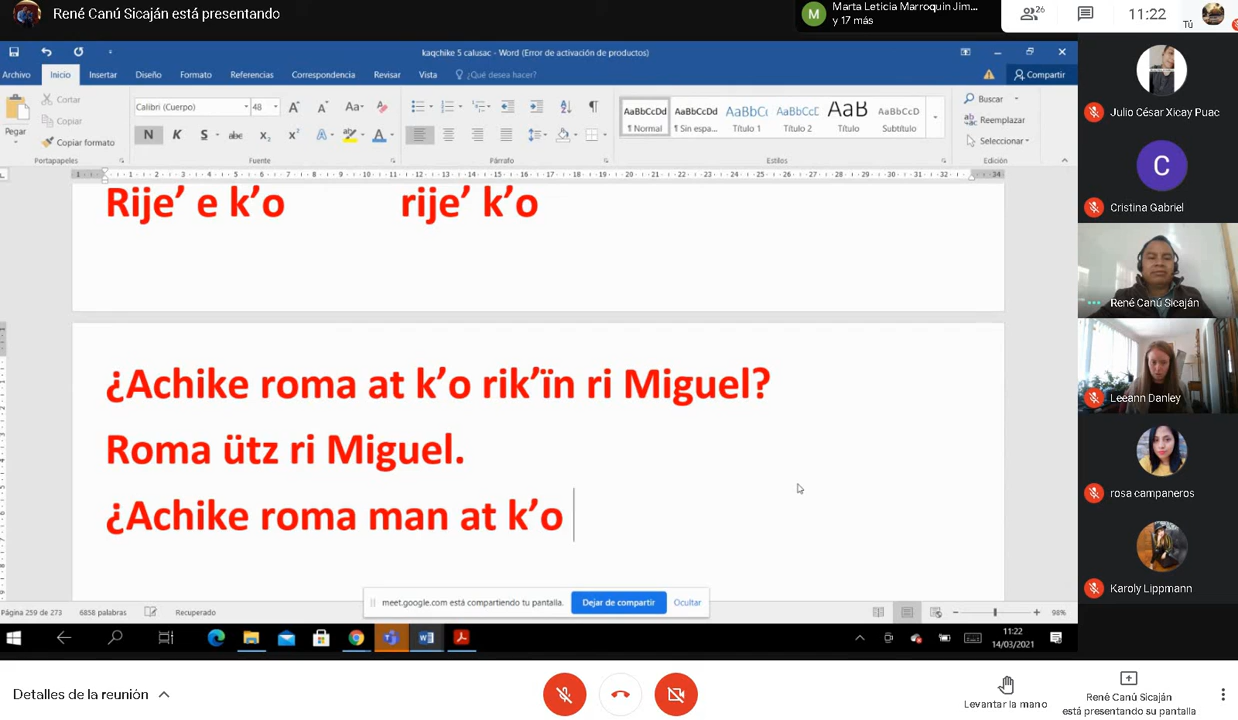 René Canú Sicaján está presentando
Marta Leticia Marroquin Jim...
y 17 más
26
11:22
Tú
kaqchike 5 calusac - Word (Error de activación de productos)
Archivo Inicio Insertar Diseño Formato Referencias Correspondencia Revisar Vista ¿Qué desea hacer? Compartir
Pegar
Cortar
Copiar
Copiar formato
Calibri (Cuerpo) 48
N K S abc x₂ x²
AaBbCcDd AaBbCcDd AaBbCc AaBbCcC AaB AaBbCcD
¶ Normal ¶ Sin espa... Título 1 Título 2 Título Subtítulo
Buscar
Reemplazar
Seleccionar
Portapapeles Fuente Párrafo Estilos Edición
Rije’ e k’o rije’ k’o
¿Achike roma at k’o rik’ïn ri Miguel?
Roma ütz ri Miguel.
¿Achike roma man at k’o
Julio César Xicay Puac
C
Cristina Gabriel
René Canú Sicaján
Leeann Danley
rosa campaneros
Karoly Lippmann
meet.google.com está compartiendo tu pantalla. Dejar de compartir Ocultar
Página 259 de 273 6858 palabras Recuperado 98%
11:22
14/03/2021
Detalles de la reunión
Levantar la mano
René Canú Sicaján
está presentando su pantalla